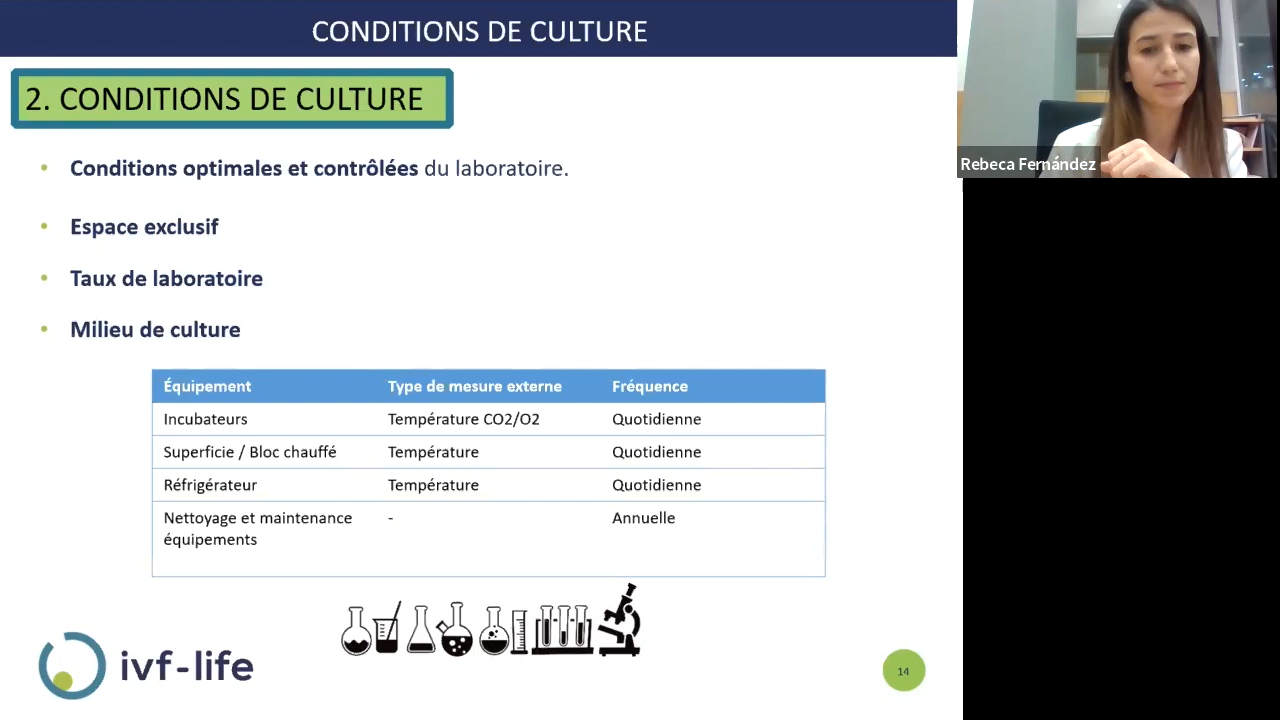 CONDITIONS DE CULTURE
2. CONDITIONS DE CULTURE
• Conditions optimales et contrôlées du laboratoire.
• Espace exclusif
• Taux de laboratoire
• Milieu de culture
Équipement Type de mesure externe Fréquence
Incubateurs Température CO2/O2 Quotidienne
Superficie / Bloc chauffé Température Quotidienne
Réfrigérateur Température Quotidienne
Nettoyage et maintenance - Annuelle
équipements
ivf-life
14
Rebeca Fernández